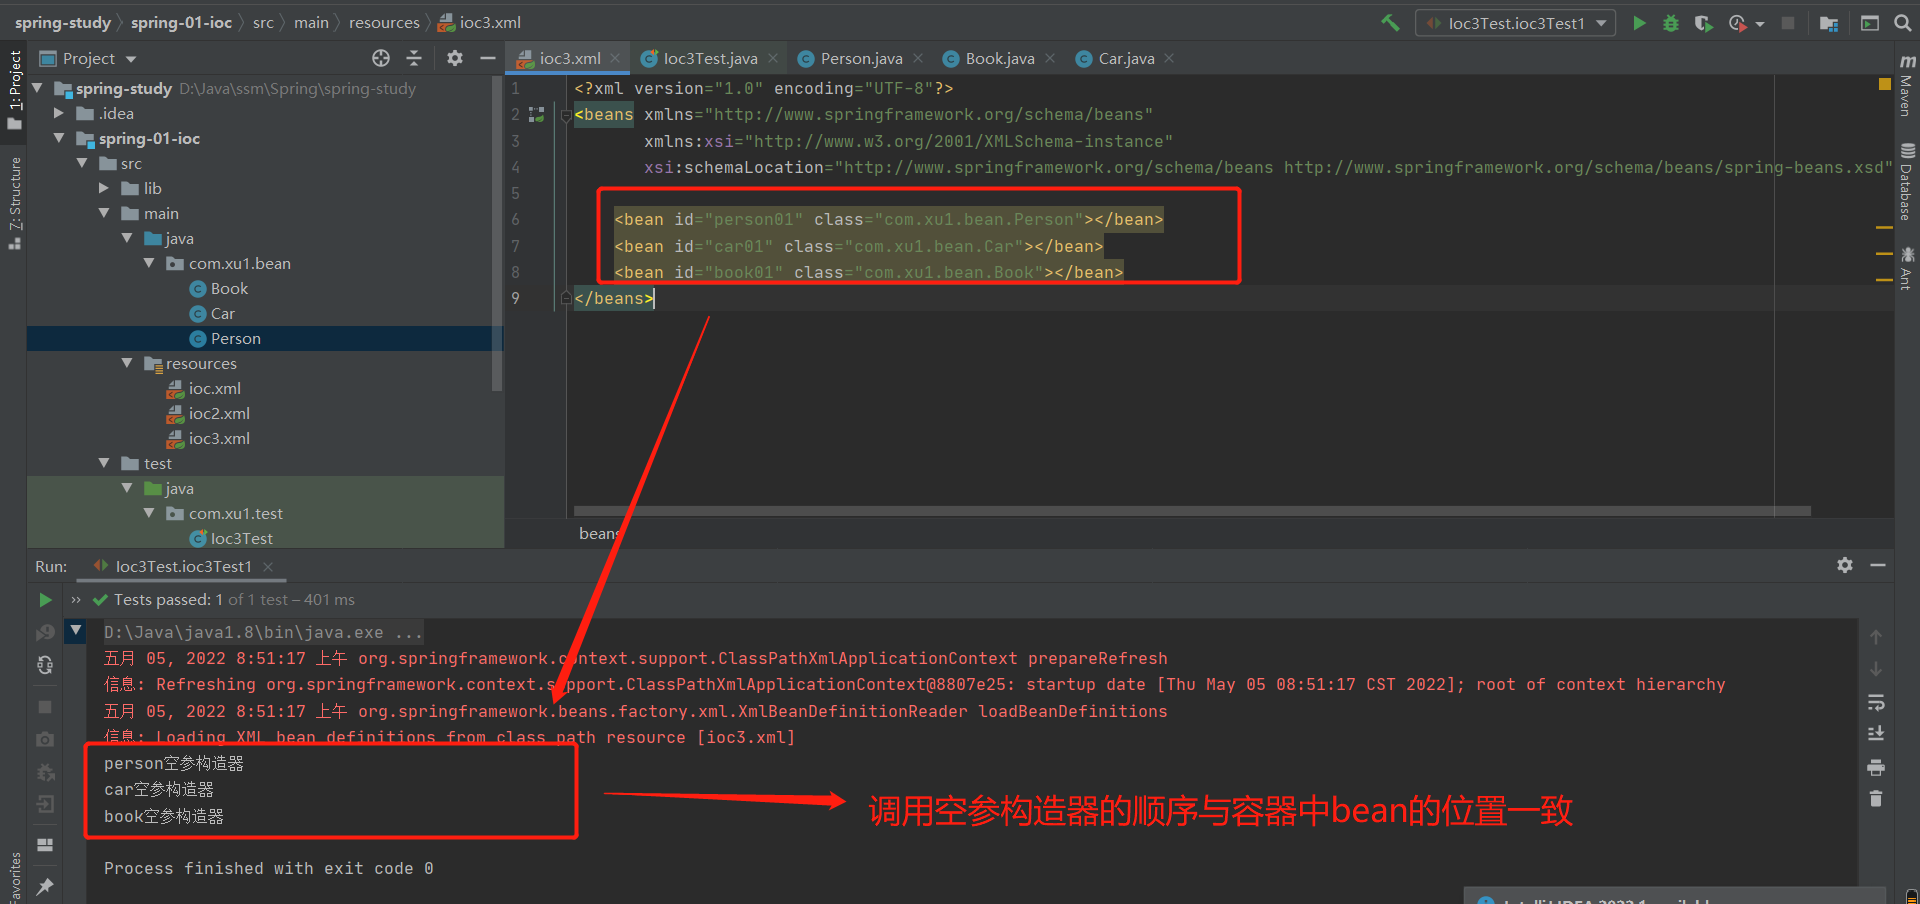 spring-study spring-01-ioc src main resources ioc3.xml Ioc3Test.ioc3Test1
1: Project
Project
ioc3.xml Ioc3Test.java Person.java Book.java Car.java
spring-study D:\Java\ssm\Spring\spring-study
.idea
spring-01-ioc
src
lib
main
java
com.xu1.bean
Book
Car
Person
resources
ioc.xml
ioc2.xml
ioc3.xml
test
java
com.xu1.test
Ioc3Test
Z: Structure
1 <?xml version="1.0" encoding="UTF-8"?>
2 <beans xmlns="http://www.springframework.org/schema/beans"
3 xmlns:xsi="http://www.w3.org/2001/XMLSchema-instance"
4 xsi:schemaLocation="http://www.springframework.org/schema/beans http://www.springframework.org/schema/beans/spring-beans.xsd"
5
6 <bean id="person01" class="com.xu1.bean.Person"></bean>
7 <bean id="car01" class="com.xu1.bean.Car"></bean>
8 <bean id="book01" class="com.xu1.bean.Book"></bean>
9 </beans>
beans
Maven
Database
Ant
Run: Ioc3Test.ioc3Test1
Tests passed: 1 of 1 test – 401 ms
D:\Java\java1.8\bin\java.exe ...
五月 05, 2022 8:51:17 上午 org.springframework.context.support.ClassPathXmlApplicationContext prepareRefresh
信息: Refreshing org.springframework.context.support.ClassPathXmlApplicationContext@8807e25: startup date [Thu May 05 08:51:17 CST 2022]; root of context hierarchy
五月 05, 2022 8:51:17 上午 org.springframework.beans.factory.xml.XmlBeanDefinitionReader loadBeanDefinitions
信息: Loading XML bean definitions from class path resource [ioc3.xml]
person空参构造器
car空参构造器
book空参构造器
调用空参构造器的顺序与容器中bean的位置一致
Process finished with exit code 0
Favorites